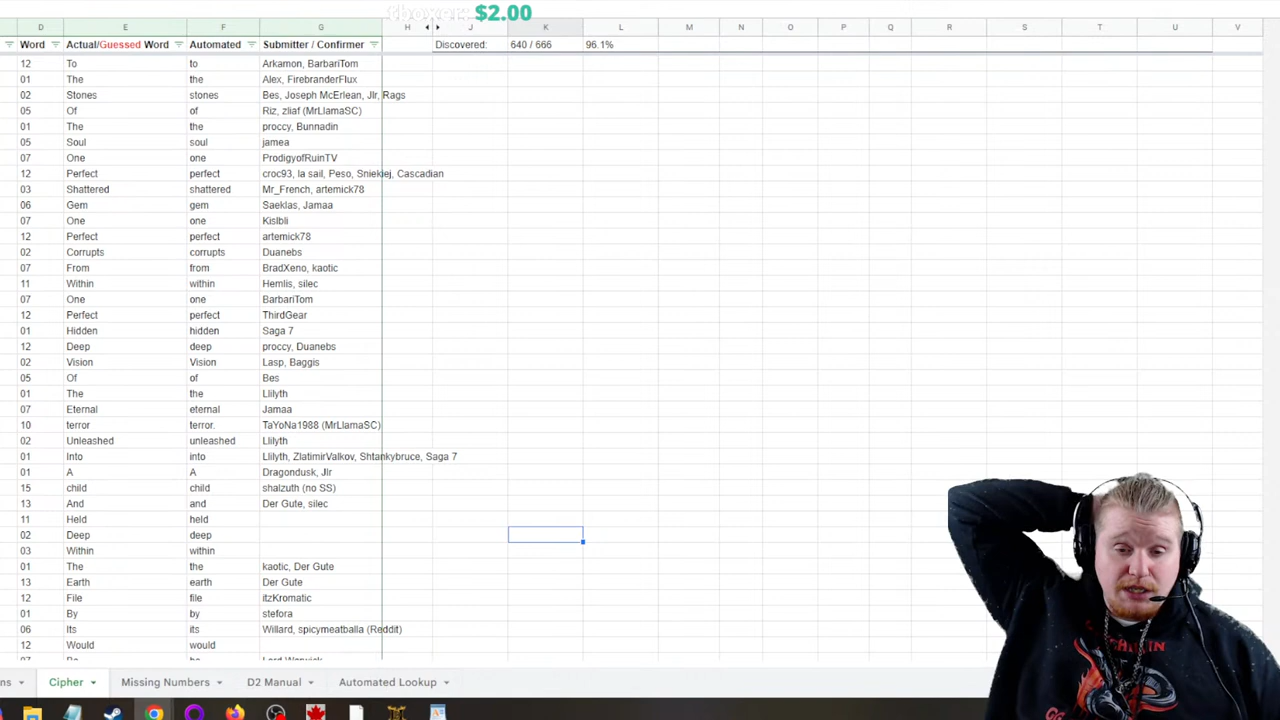 tboxer: $2.00
D E F G H J K L M N O P Q R S T U V
Word Actual/Guessed Word Automated Submitter / Confirmer Discovered: 640 / 666 96.1%
12 To to Arkamon, BarbariTom
01 The the Alex, FirebranderFlux
02 Stones stones Bes, Joseph McErlean, Jlr, Rags
05 Of of Riz, zliaf (MrLlamaSC)
01 The the proccy, Bunnadin
05 Soul soul jamea
07 One one ProdigyofRuinTV
12 Perfect perfect croc93, la sail, Peso, Sniekiej, Cascadian
03 Shattered shattered Mr_French, artemick78
06 Gem gem Saeklas, Jamaa
07 One one Kislbli
12 Perfect perfect artemick78
02 Corrupts corrupts Duanebs
07 From from BradXeno, kaotic
11 Within within Hemlis, silec
07 One one BarbariTom
12 Perfect perfect ThirdGear
01 Hidden hidden Saga 7
12 Deep deep proccy, Duanebs
02 Vision Vision Lasp, Baggis
05 Of of Bes
01 The the Llilyth
07 Eternal eternal Jamaa
10 terror terror. TaYoNa1988 (MrLlamaSC)
02 Unleashed unleashed Llilyth
01 Into into Llilyth, ZlatimirValkov, Shtankybruce, Saga 7
01 A A Dragondusk, Jlr
15 child child shalzuth (no SS)
13 And and Der Gute, silec
11 Held held
02 Deep deep
03 Within within
01 The the kaotic, Der Gute
13 Earth earth Der Gute
12 File file itzKromatic
01 By by stefora
06 Its its Willard, spicymeatballa (Reddit)
12 Would would
Cipher Missing Numbers D2 Manual Automated Lookup